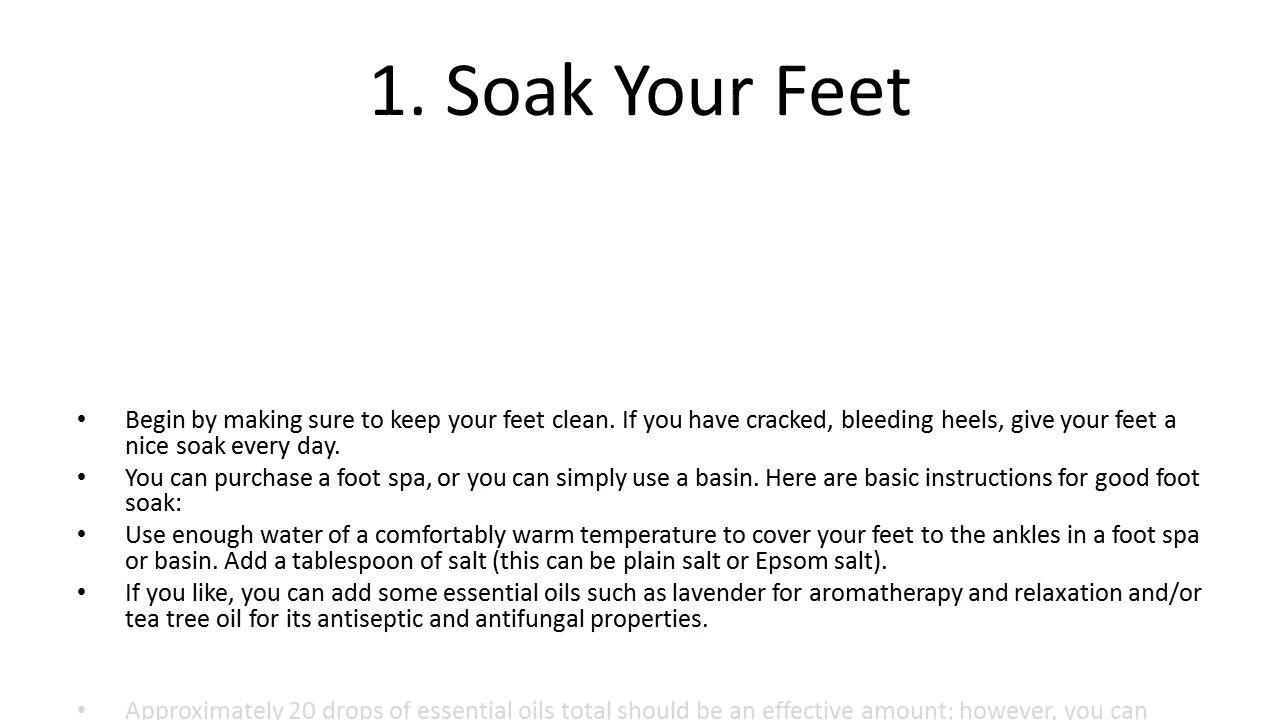 1. Soak Your Feet
• Begin by making sure to keep your feet clean. If you have cracked, bleeding heels, give your feet a
nice soak every day.
• You can purchase a foot spa, or you can simply use a basin. Here are basic instructions for good foot
soak:
• Use enough water of a comfortably warm temperature to cover your feet to the ankles in a foot spa
or basin. Add a tablespoon of salt (this can be plain salt or Epsom salt).
• If you like, you can add some essential oils such as lavender for aromatherapy and relaxation and/or
tea tree oil for its antiseptic and antifungal properties.
• Approximately 20 drops of essential oils total should be an effective amount; however, you can